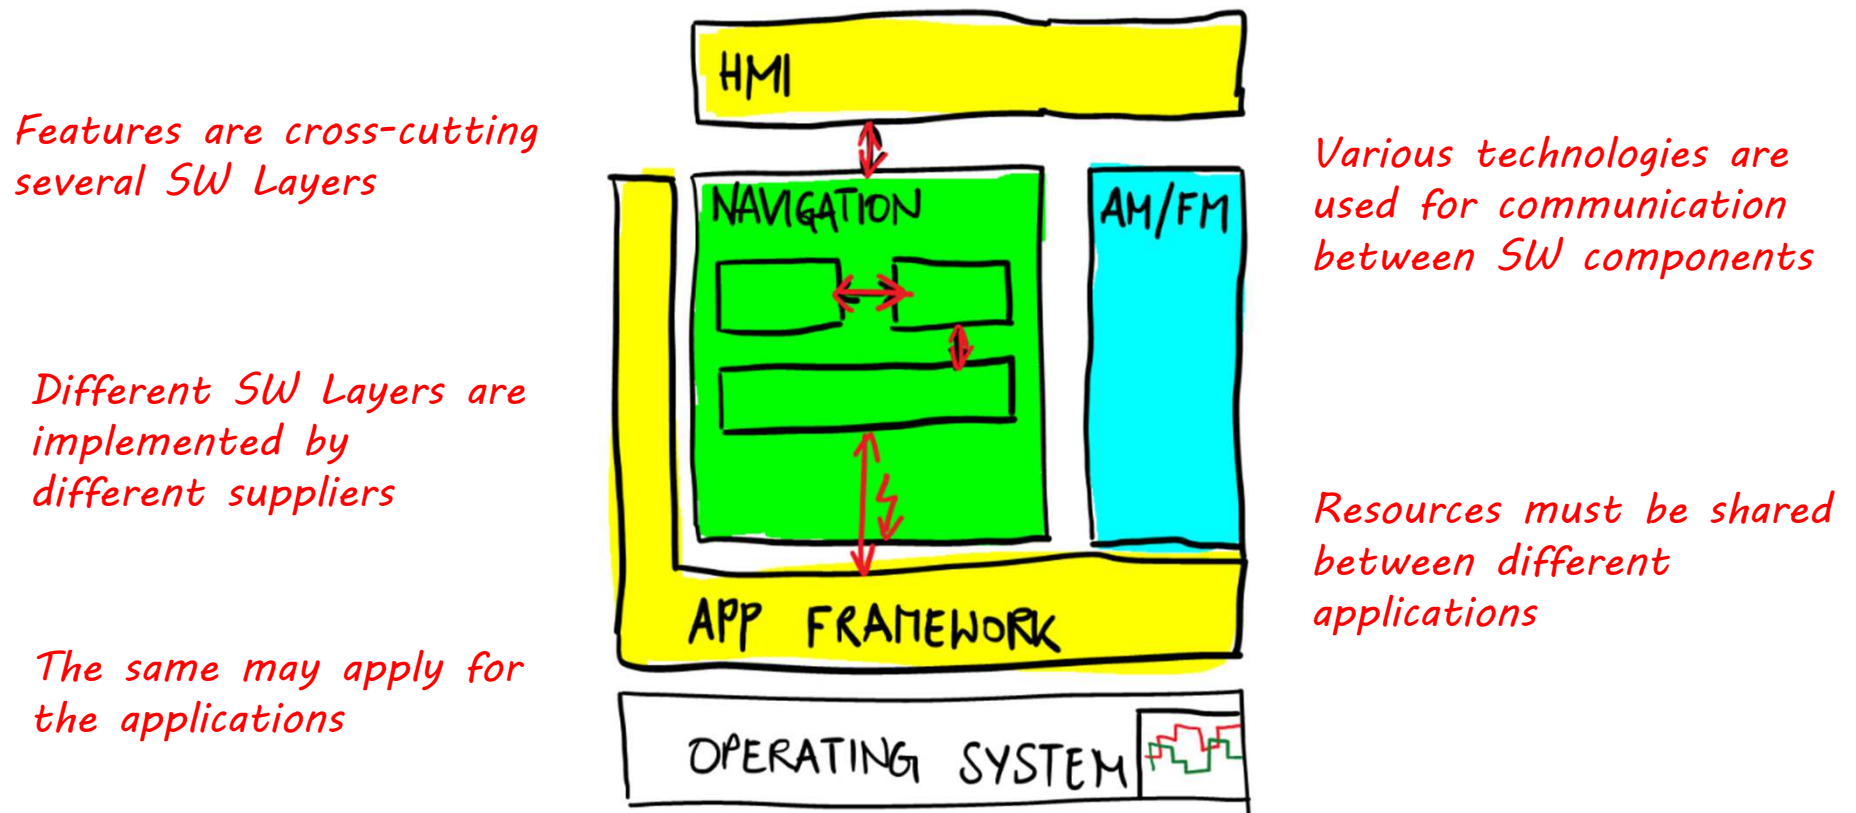 HMI
Features are cross-cutting
several SW Layers
Various technologies are
used for communication
between SW components
NAVIGATION
AM/FM
Different SW Layers are
implemented by
different suppliers
Resources must be shared
between different
applications
APP FRAMEWORK
The same may apply for
the applications
OPERATING SYSTEM